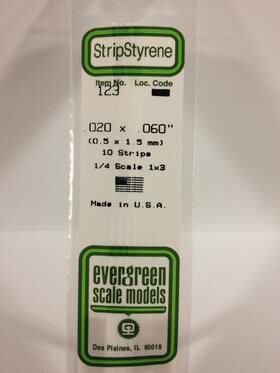 StripStyrene
Item No. Loc. Code
123
.020 x .060"
(0.5 x 1.5 mm)
10 Strips
1/4 Scale 1x3
Made in U.S.A.
evergreen
scale models
Des Plaines, IL 60018